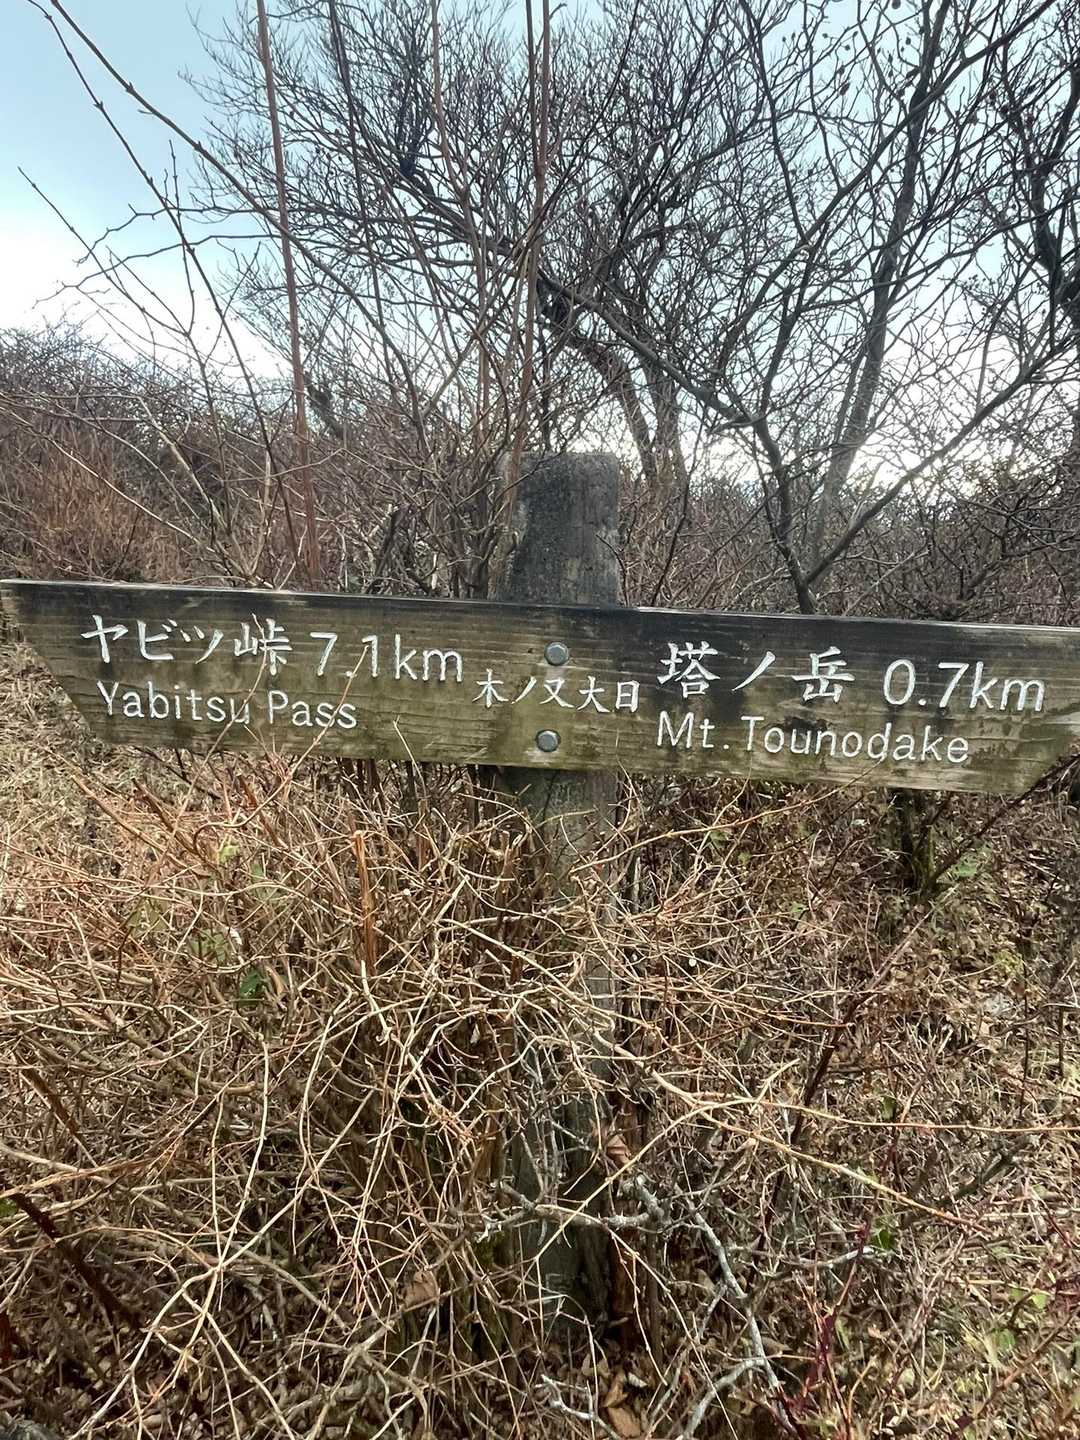 ヤビツ峠 7.1km
Yabitsu Pass
木ノ又大日
塔ノ岳 0.7km
Mt. Tounodake